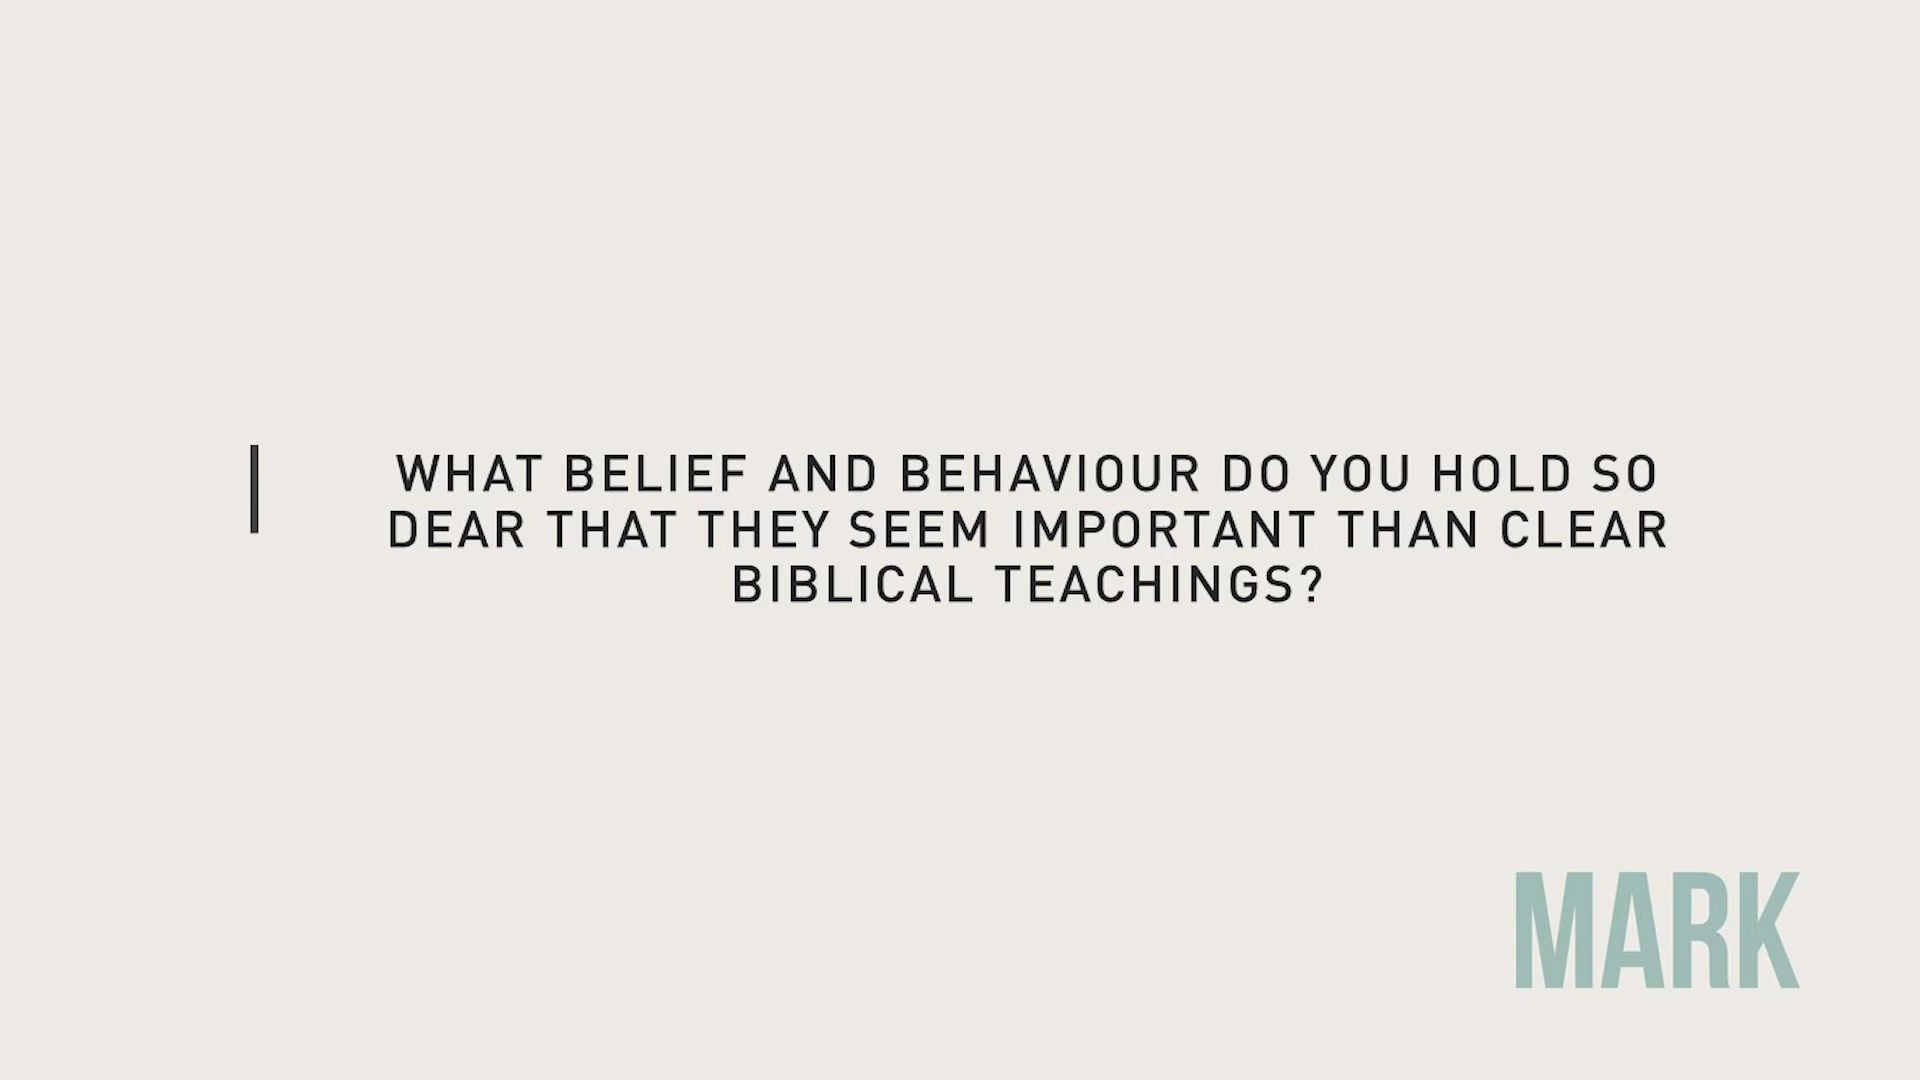 WHAT BELIEF AND BEHAVIOUR DO YOU HOLD SO
DEAR THAT THEY SEEM IMPORTANT THAN CLEAR
BIBLICAL TEACHINGS?
MARK